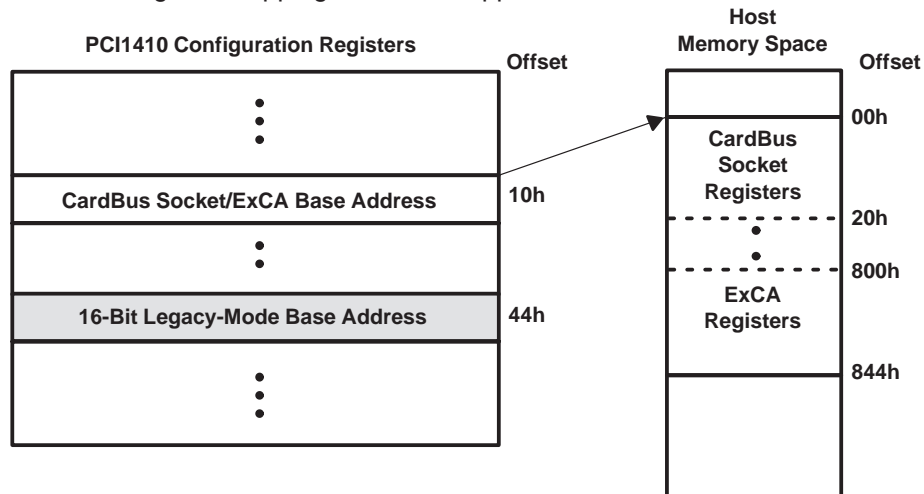 PCI1410 Configuration Registers
Offset
CardBus Socket/ExCA Base Address
10h
16-Bit Legacy-Mode Base Address
44h
Host
Memory Space
Offset
00h
CardBus
Socket
Registers
20h
800h
ExCA
Registers
844h